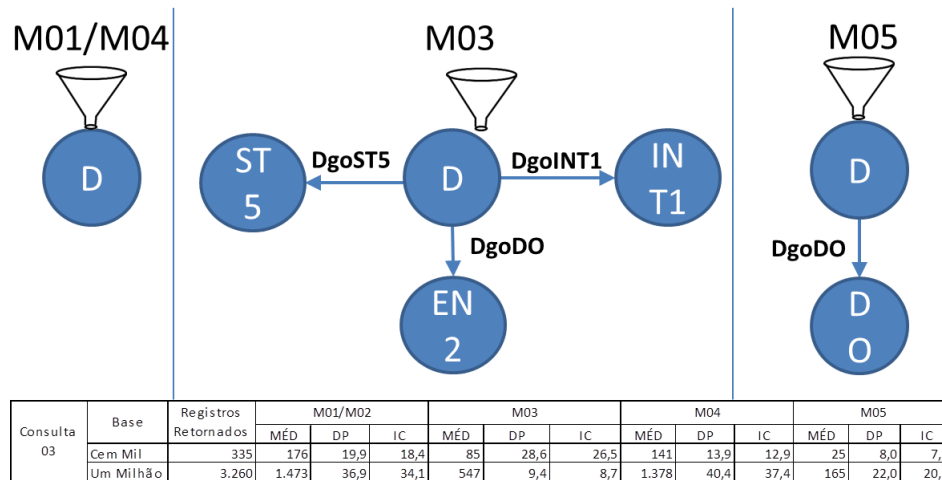 M01/M04
M03
M05
D
ST
5
DgoST5
D
DgoINT1
IN
T1
DgoDO
EN
2
D
DgoDO
D
O
Consulta
03
Base
Registros
Retornados
M01/M02
M03
M04
M05
MÉD DP IC MÉD DP IC MÉD DP IC MÉD DP IC
Cem Mil 335 176 19,9 18,4 85 28,6 26,5 141 13,9 12,9 25 8,0 7,
Um Milhão 3.260 1.473 36,9 34,1 547 9,4 8,7 1.378 40,4 37,4 165 22,0 20,